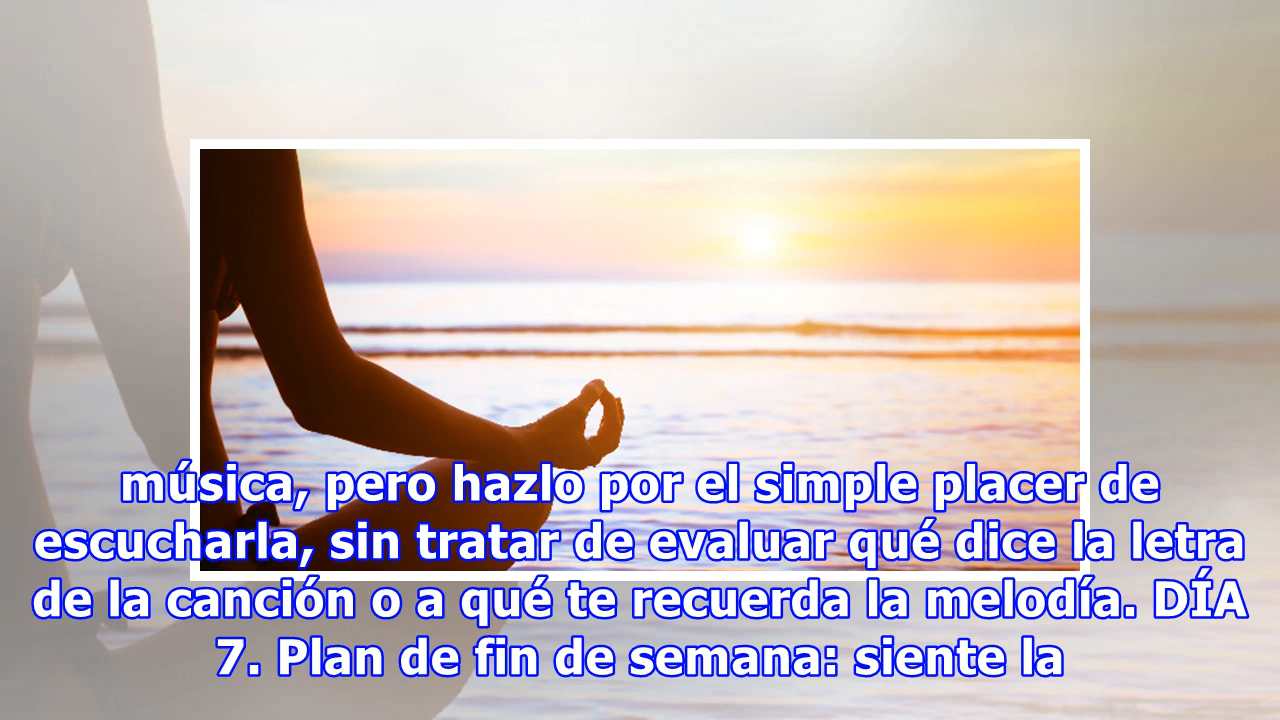 música, pero hazlo por el simple placer de
escucharla, sin tratar de evaluar qué dice la letra
de la canción o a qué te recuerda la melodía. DÍA
7. Plan de fin de semana: siente la